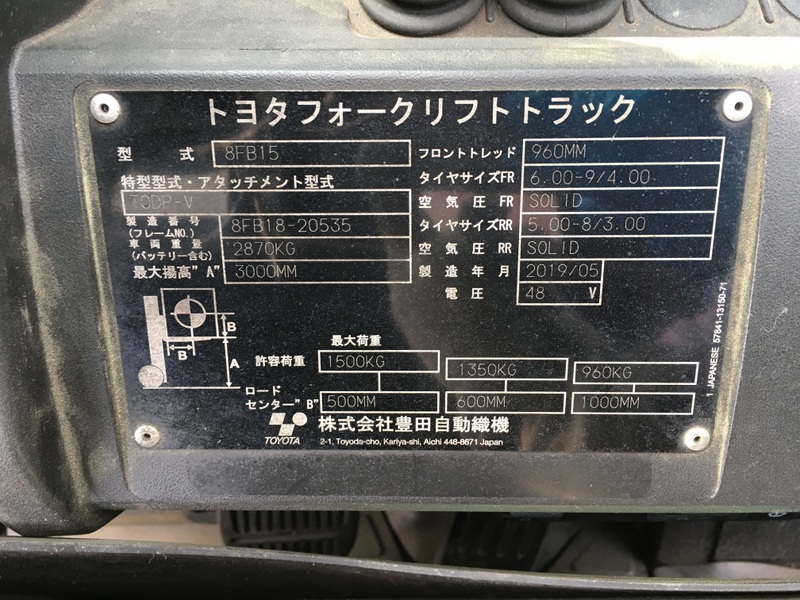 トヨタフォークリフトトラック
型式 8FB15 フロントトレッド 960MM
特型型式・アタッチメント型式 タイヤサイズFR 6.00-9/4.00
TODP-V 空気圧 FR SOLID
製造番号 (フレームNO.) 8FB18-20535 タイヤサイズRR 5.00-8/3.00
車両重量 (バッテリー含む) 2870KG 空気圧 RR SOLID
最大揚高"A" 3000MM 製造年月 2019/05
電圧 48 V
B
B
A
最大荷重
許容荷重 1500KG 1350KG 960KG
ロード
センター"B" 500MM 600MM 1000MM
TOYOTA 株式会社豊田自動織機
2-1, Toyoda-cho, Kariya-shi, Aichi 448-8671 Japan
1 JAPANESE 57841-13150-71